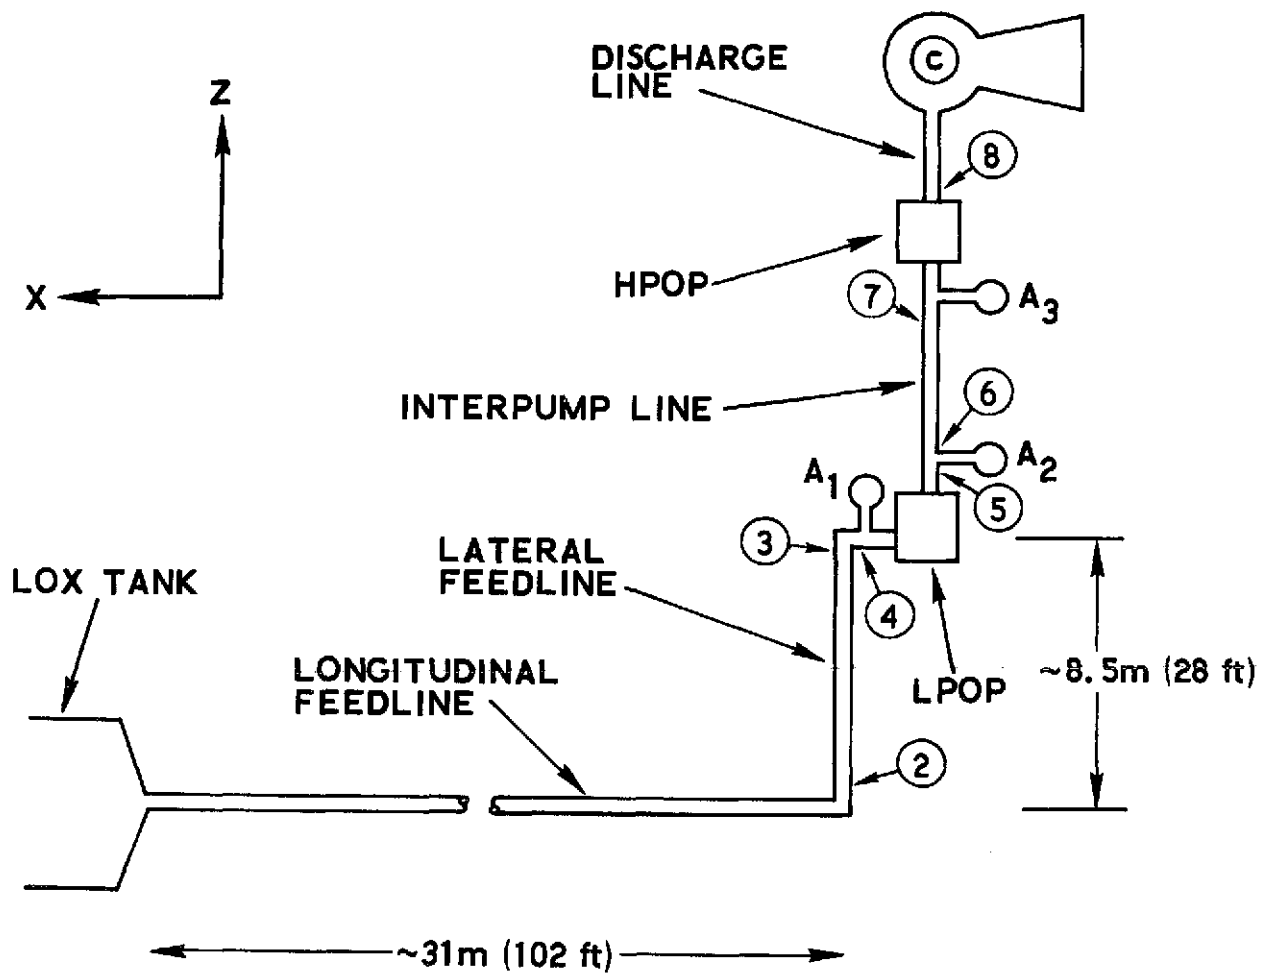 DISCHARGE
LINE
C
Z
8
HPOP
X
7
A3
INTERPUMP LINE
6
A1
A2
5
3
LATERAL
FEEDLINE
4
LOX TANK
LONGITUDINAL
FEEDLINE
LPOP
~8.5m (28 ft)
2
~31m (102 ft)